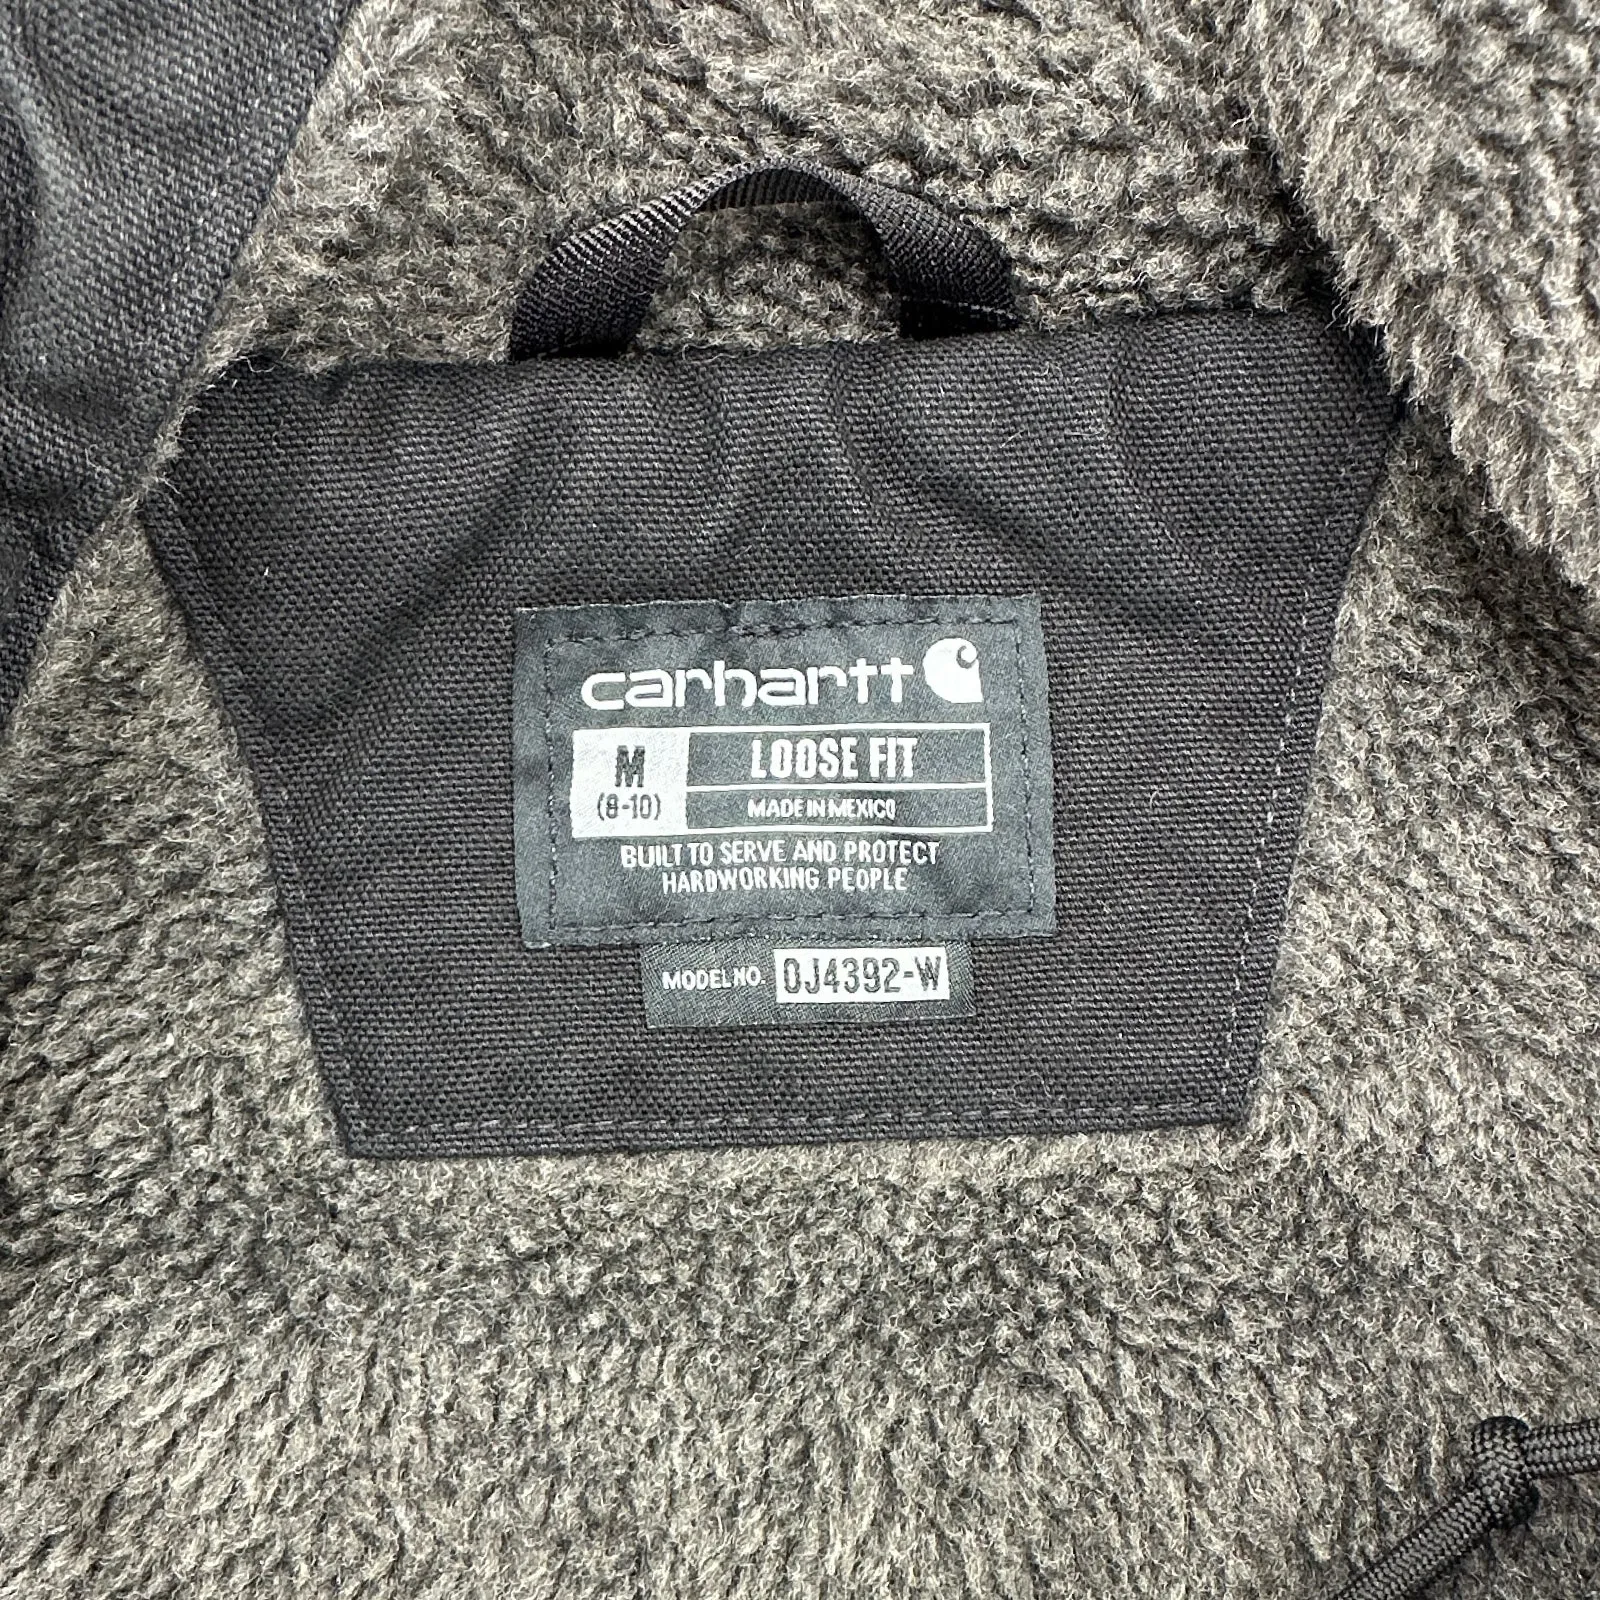 carhartt
M
(8-10)
LOOSE FIT
MADE IN MEXICO
BUILT TO SERVE AND PROTECT
HARDWORKING PEOPLE
MODEL NO. OJ4392-W